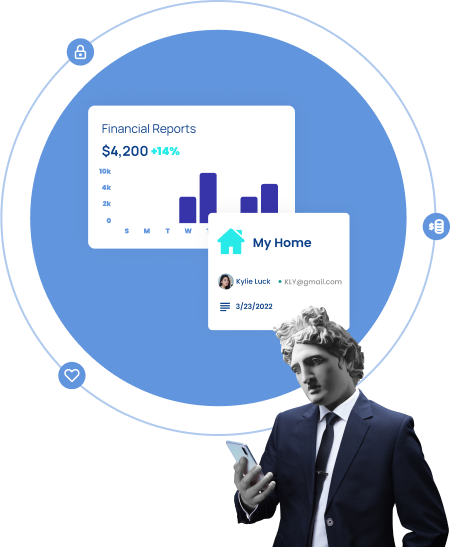 Financial Reports
$4,200 +14%
10k
4k
2k
0
S M T W
My Home
Kylie Luck • KLY@gmail.com
3/23/2022
$